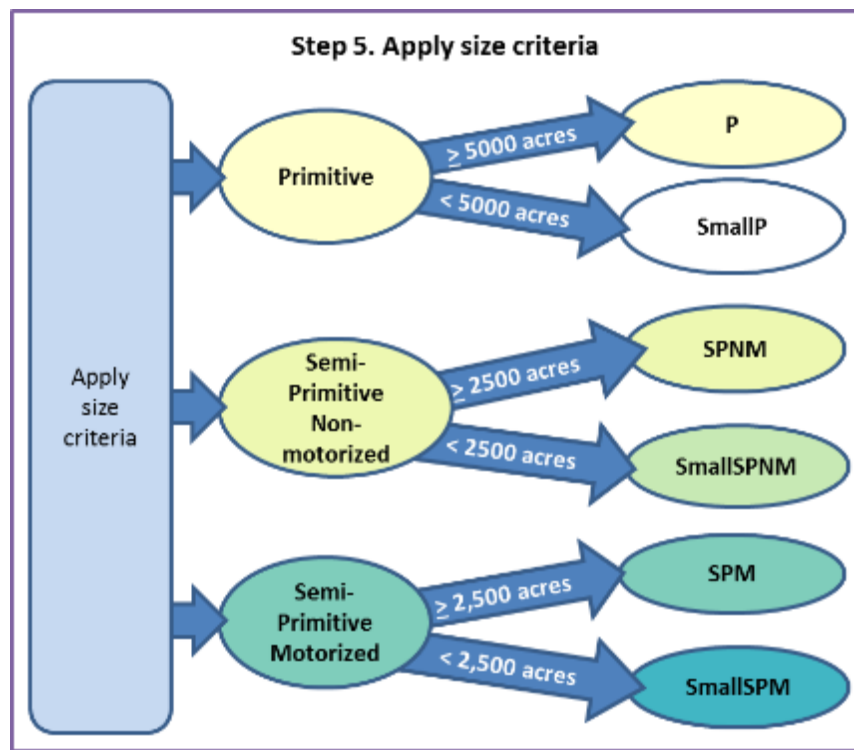 Step 5. Apply size criteria
Apply
size
criteria
Primitive
≥ 5000 acres
P
< 5000 acres
SmallP
Semi-
Primitive
Non-
motorized
≥ 2500 acres
SPNM
< 2500 acres
SmallSPNM
Semi-
Primitive
Motorized
≥ 2,500 acres
SPM
< 2,500 acres
SmallSPM